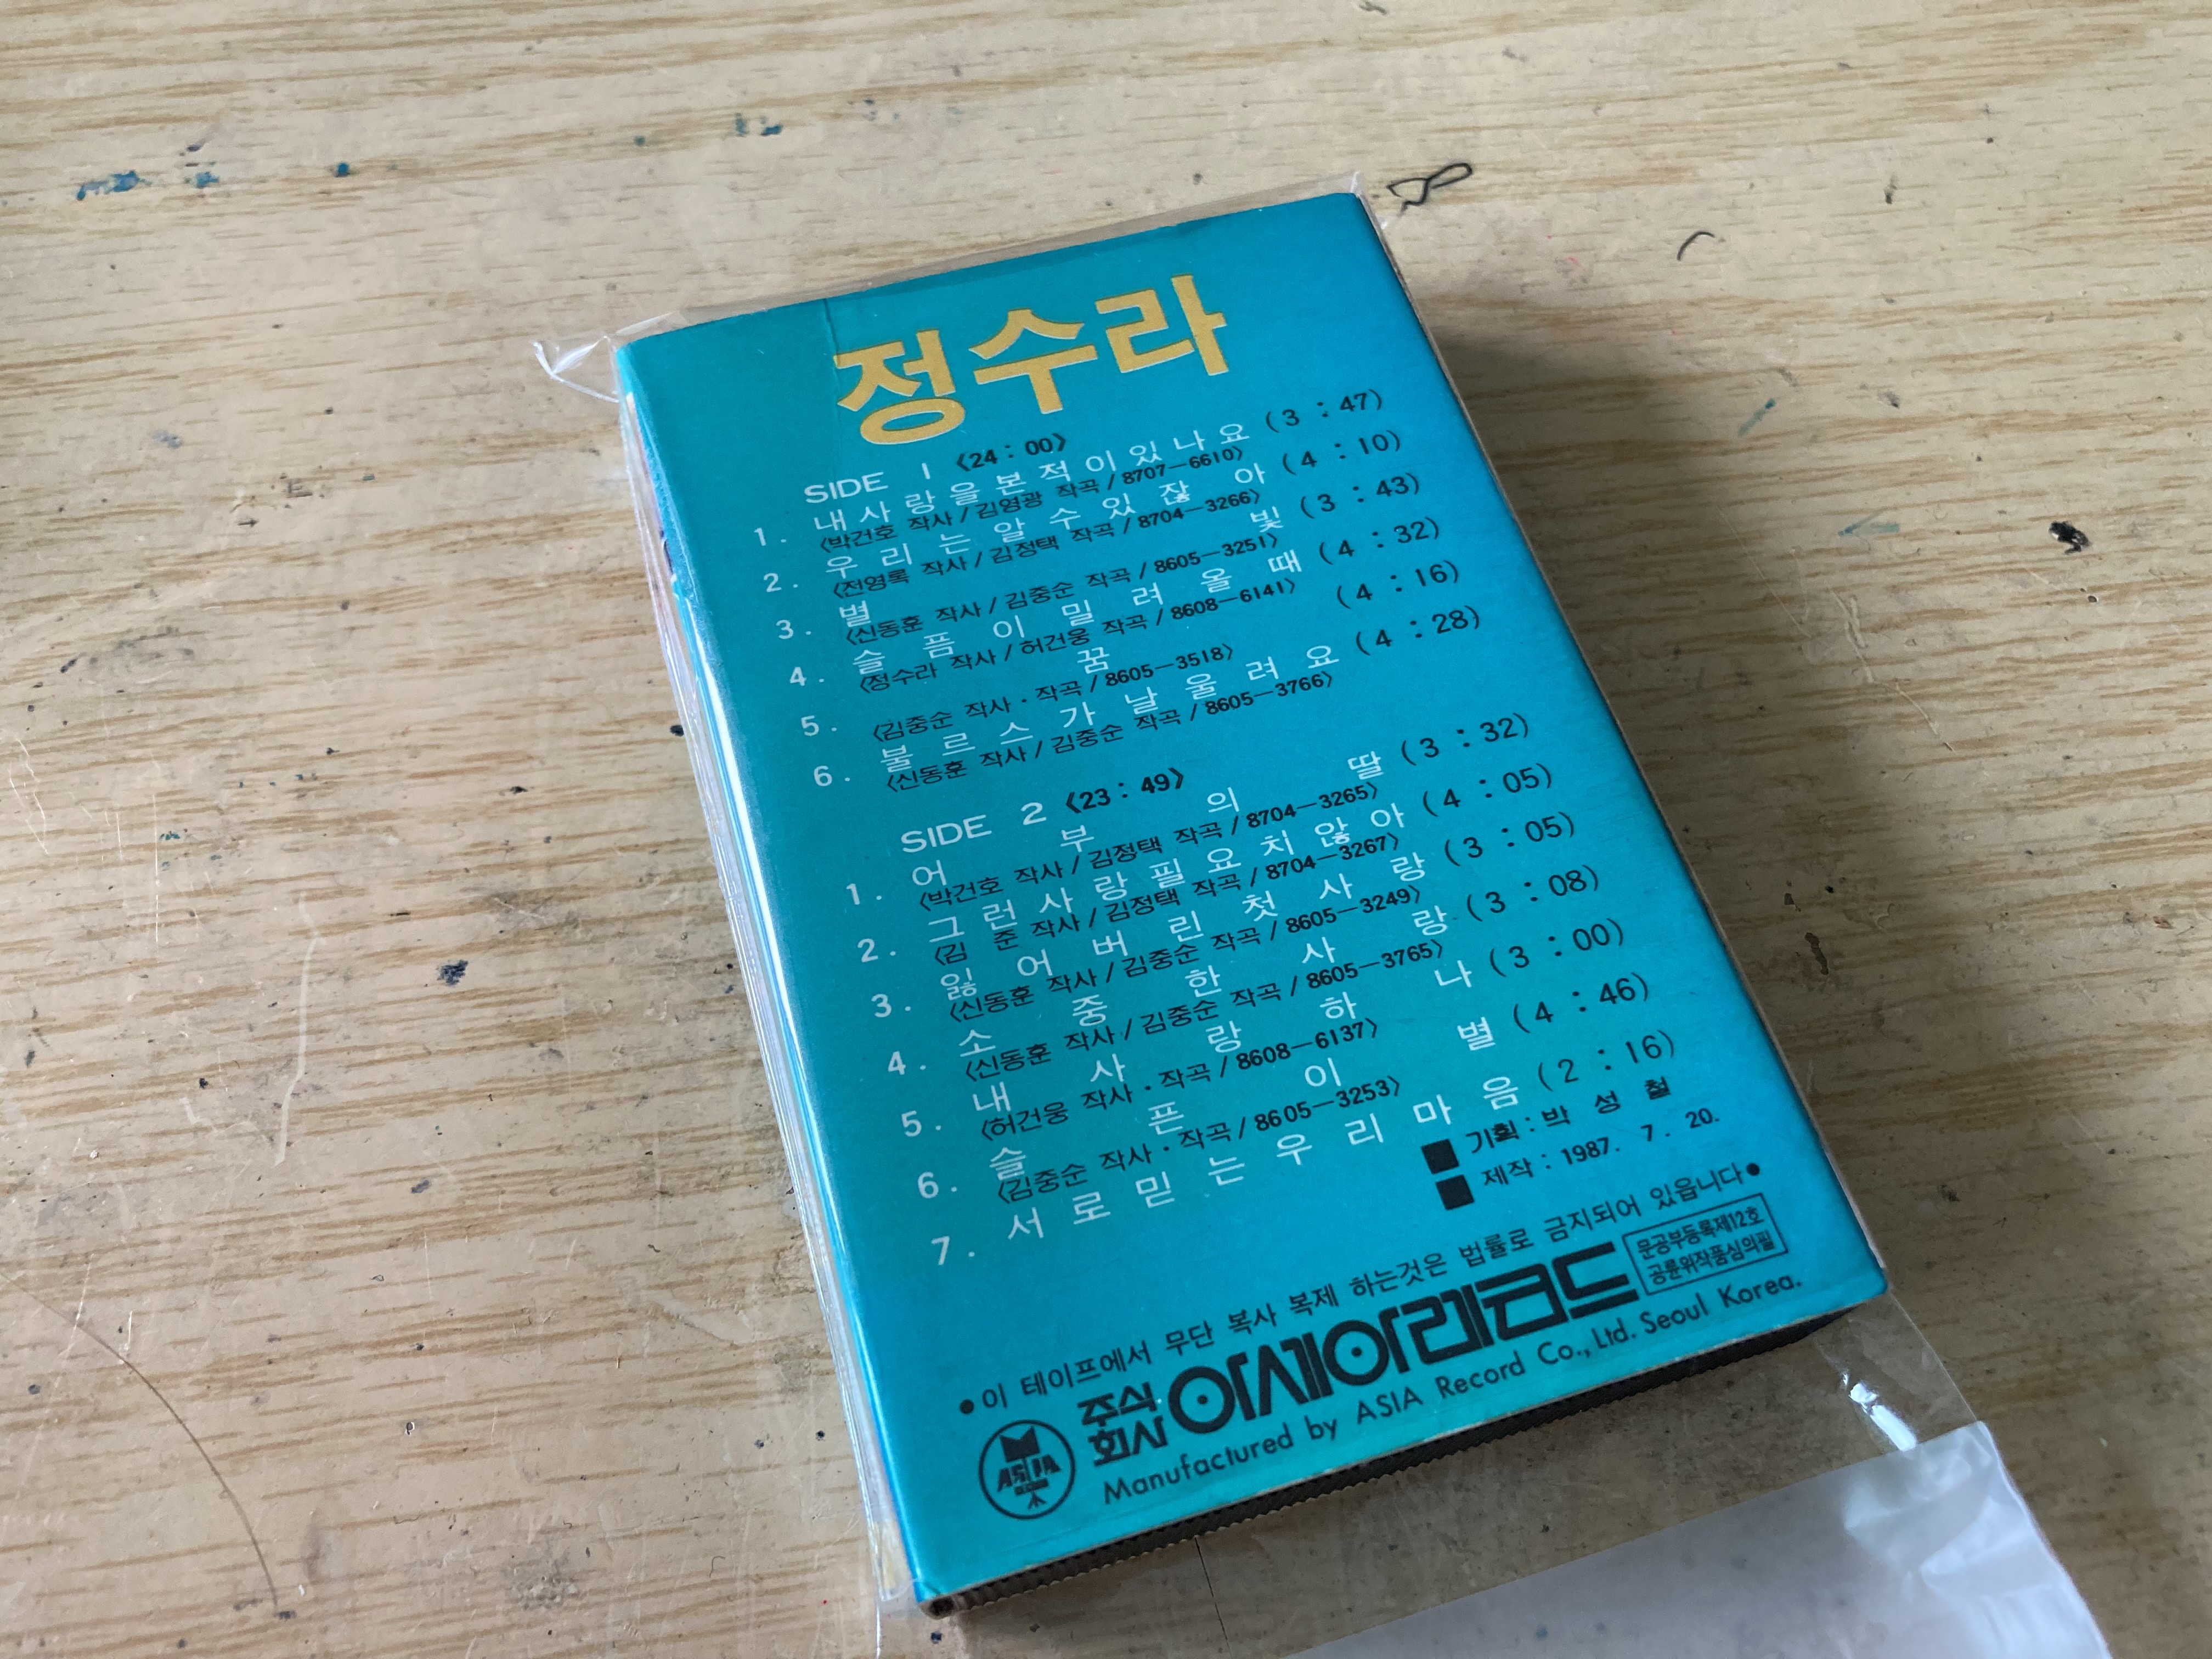 정수라
SIDE 1 《24 : 00》
1. 내사랑을본적이있나요 (3 : 47)
〈박건호 작사 / 김영광 작곡 / 8707—6610〉
2. 우리는알수있잖아 (4 : 10)
〈전영록 작사 / 김정택 작곡 / 8704—3266〉
3. 별빛 (3 : 43)
〈신동훈 작사 / 김중순 작곡 / 8605—3251〉
4. 슬픔이밀려올때 (4 : 32)
〈정수라 작사 / 허건웅 작곡 / 8608—6141〉
5. 꿈 (4 : 16)
〈김중순 작사 · 작곡 / 8605—3518〉
6. 불르스가날울려요 (4 : 28)
〈신동훈 작사 / 김중순 작곡 / 8605—3766〉
SIDE 2 《23 : 49》
1. 어부의딸 (3 : 32)
〈박건호 작사 / 김정택 작곡 / 8704—3265〉
2. 그런사랑필요치않아 (4 : 05)
〈김 준 작사 / 김정택 작곡 / 8704—3267〉
3. 잃어버린첫사랑 (3 : 05)
〈신동훈 작사 / 김중순 작곡 / 8605—3249〉
4. 소중한사랑 (3 : 08)
〈신동훈 작사 / 김중순 작곡 / 8605—3765〉
5. 내사랑하나 (3 : 00)
〈허건웅 작사 · 작곡 / 8608—6137〉
6. 슬픈이별 (4 : 46)
〈김중순 작사 · 작곡 / 8605—3253〉
7. 서로믿는우리마음 (2 : 16)
■ 기획 : 박 성 철
■ 제작 : 1987. 7. 20.
●이 테이프에서 무단 복사 복제 하는것은 법률로 금지되어 있읍니다●
ASIA
주식회사 아세아레코드
문공부등록제12호
공륜위작품심의필
Manufactured by ASIA Record Co., Ltd. Seoul Korea.